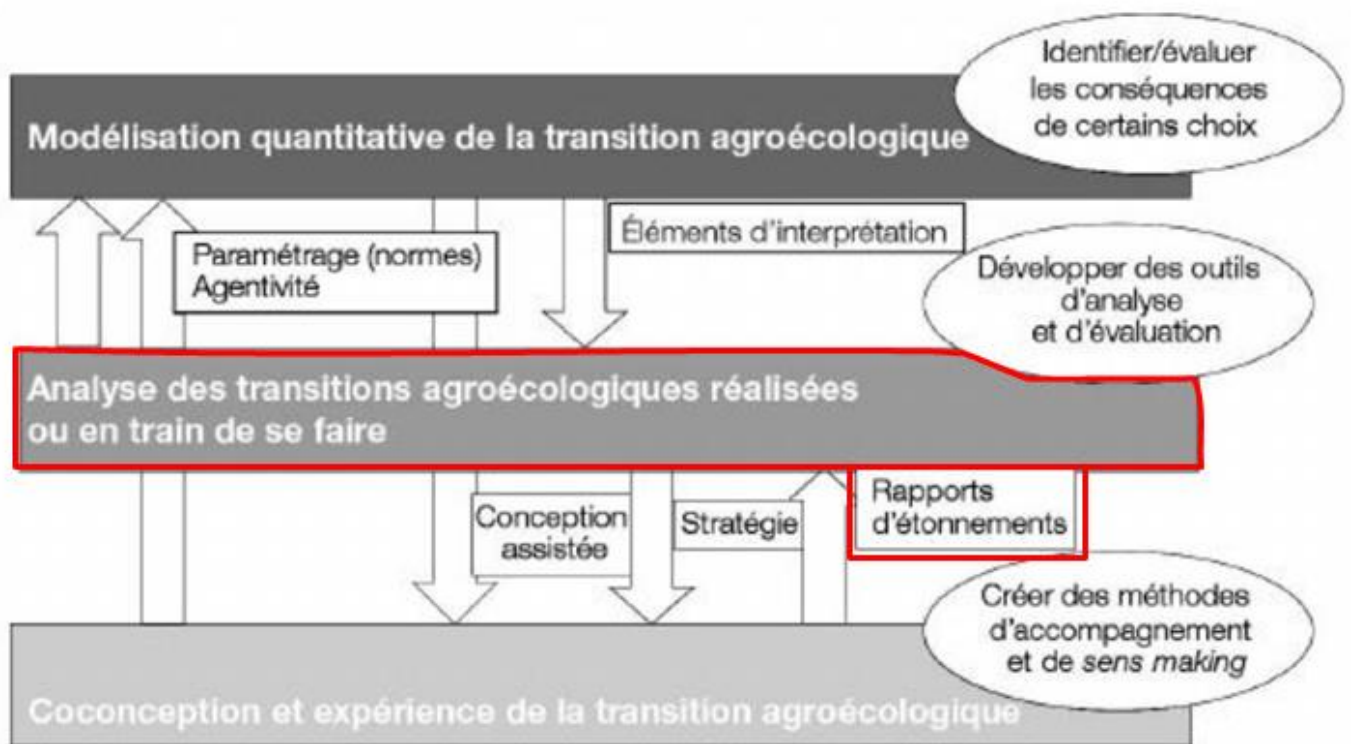 Identifier/évaluer
les conséquences
de certains choix
Modélisation quantitative de la transition agroécologique
Paramétrage (normes)
Agentivité
Éléments d'interprétation
Développer des outils
d'analyse
et d'évaluation
Analyse des transitions agroécologiques réalisées
ou en train de se faire
Conception
assistée
Stratégie
Rapports
d'étonnements
Créer des méthodes
d'accompagnement
et de sens making
Coconception et expérience de la transition agroécologique